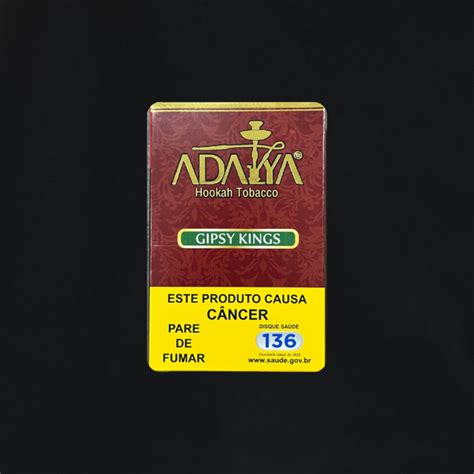 ADALYA®
Hookah Tobacco
GIPSY KINGS
ESTE PRODUTO CAUSA
CÂNCER
PARE
DE
FUMAR
DISQUE SAÚDE
136
www.saude.gov.br